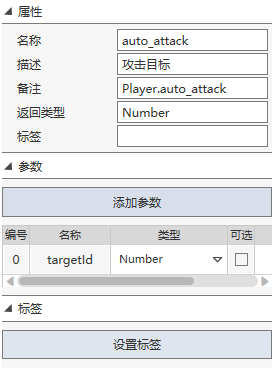 属性
名称 auto_attack
描述 攻击目标
备注 Player.auto_attack
返回类型 Number
标签
参数
添加参数
编号 名称 类型 可选
0 targetId Number
标签
设置标签